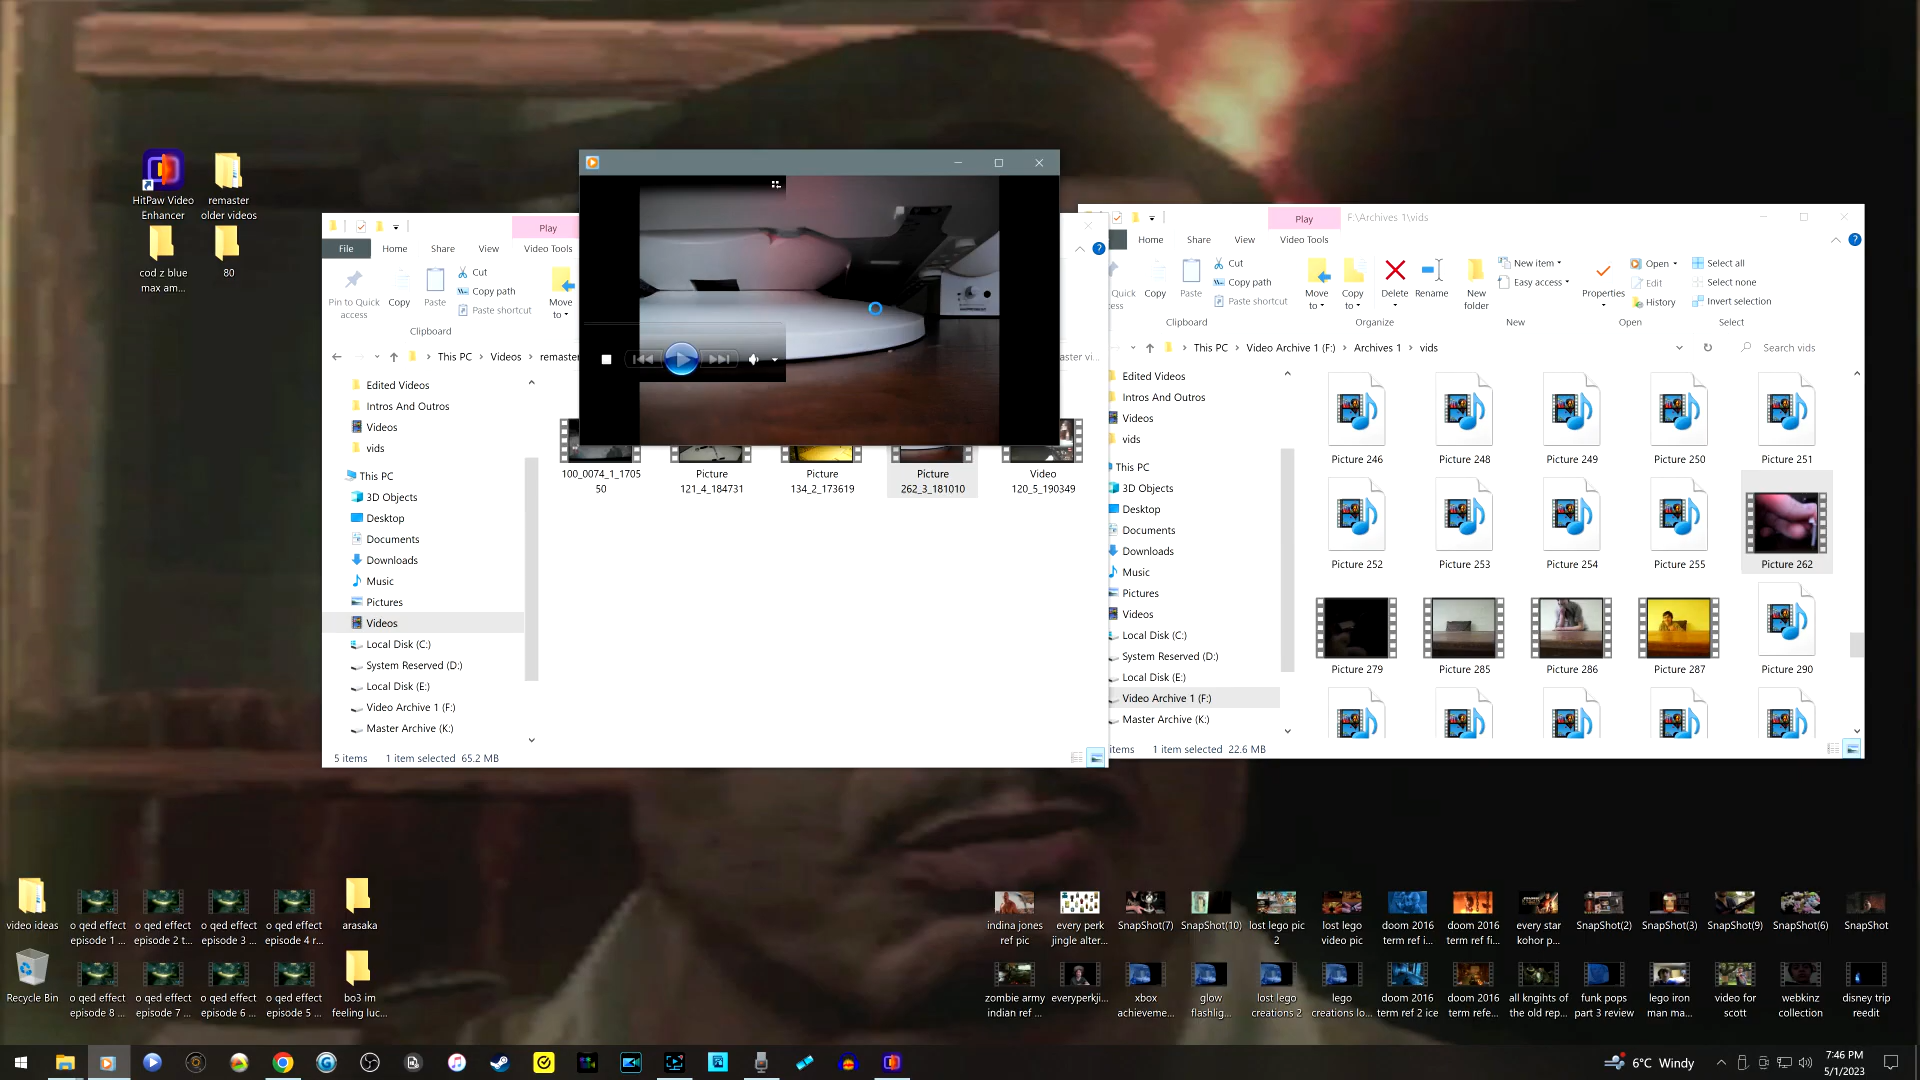 HitPaw Video
Enhancer
remaster
older videos
cod z blue
max am...
80
Play
File
Home
Share
View
Video Tools
Pin to Quick
access
Copy
Paste
Cut
Copy path
Paste shortcut
Move
to
Clipboard
This PC
Videos
remaster
aster vi...
Edited Videos
Intros And Outros
Videos
vids
This PC
3D Objects
Desktop
Documents
Downloads
Music
Pictures
Videos
Local Disk (C:)
System Reserved (D:)
Local Disk (E:)
Video Archive 1 (F:)
Master Archive (K:)
100_0074_1_1705
50
Picture
121_4_184731
Picture
134_2_173619
Picture
262_3_181010
Video
120_5_190349
5 items
1 item selected 65.2 MB
Play
F:\Archives 1\vids
Home
Share
View
Video Tools
Quick
ess
Copy
Paste
Cut
Copy path
Paste shortcut
Clipboard
Move
to
Copy
to
Delete
Rename
Organize
New
folder
New item
Easy access
New
Properties
Open
Edit
History
Open
Select all
Select none
Invert selection
Select
This PC
Video Archive 1 (F:)
Archives 1
vids
Search vids
Edited Videos
Intros And Outros
Videos
vids
This PC
3D Objects
Desktop
Documents
Downloads
Music
Pictures
Videos
Local Disk (C:)
System Reserved (D:)
Local Disk (E:)
Video Archive 1 (F:)
Master Archive (K:)
Picture 246
Picture 248
Picture 249
Picture 250
Picture 251
Picture 252
Picture 253
Picture 254
Picture 255
Picture 262
Picture 279
Picture 285
Picture 286
Picture 287
Picture 290
items
1 item selected 22.6 MB
video ideas
o qed effect
episode 1 ...
o qed effect
episode 2 t...
o qed effect
episode 3 ...
o qed effect
episode 4 r...
arasaka
Recycle Bin
o qed effect
episode 8 ...
o qed effect
episode 7 ...
o qed effect
episode 6 ...
o qed effect
episode 5 ...
bo3 im
feeling luc...
indina jones
ref pic
every perk
jingle alter...
SnapShot(7)
SnapShot(10)
lost lego pic
2
lost lego
video pic
doom 2016
term ref i...
doom 2016
term ref fi...
every star
kohor p...
SnapShot(2)
SnapShot(3)
SnapShot(9)
SnapShot(6)
SnapShot
zombie army
indian ref ...
everyperkji...
xbox
achieveme...
glow
flashlig...
lost lego
creations 2
lego
creations lo...
doom 2016
term ref 2 ice
doom 2016
term refe...
all kngihts of
the old rep...
funk pops
part 3 review
lego iron
man ma...
video for
scott
webkinz
collection
disney trip
reedit
6°C Windy
7:46 PM
5/1/2023